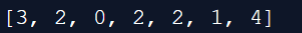 [3, 2, 0, 2, 2, 1, 4]